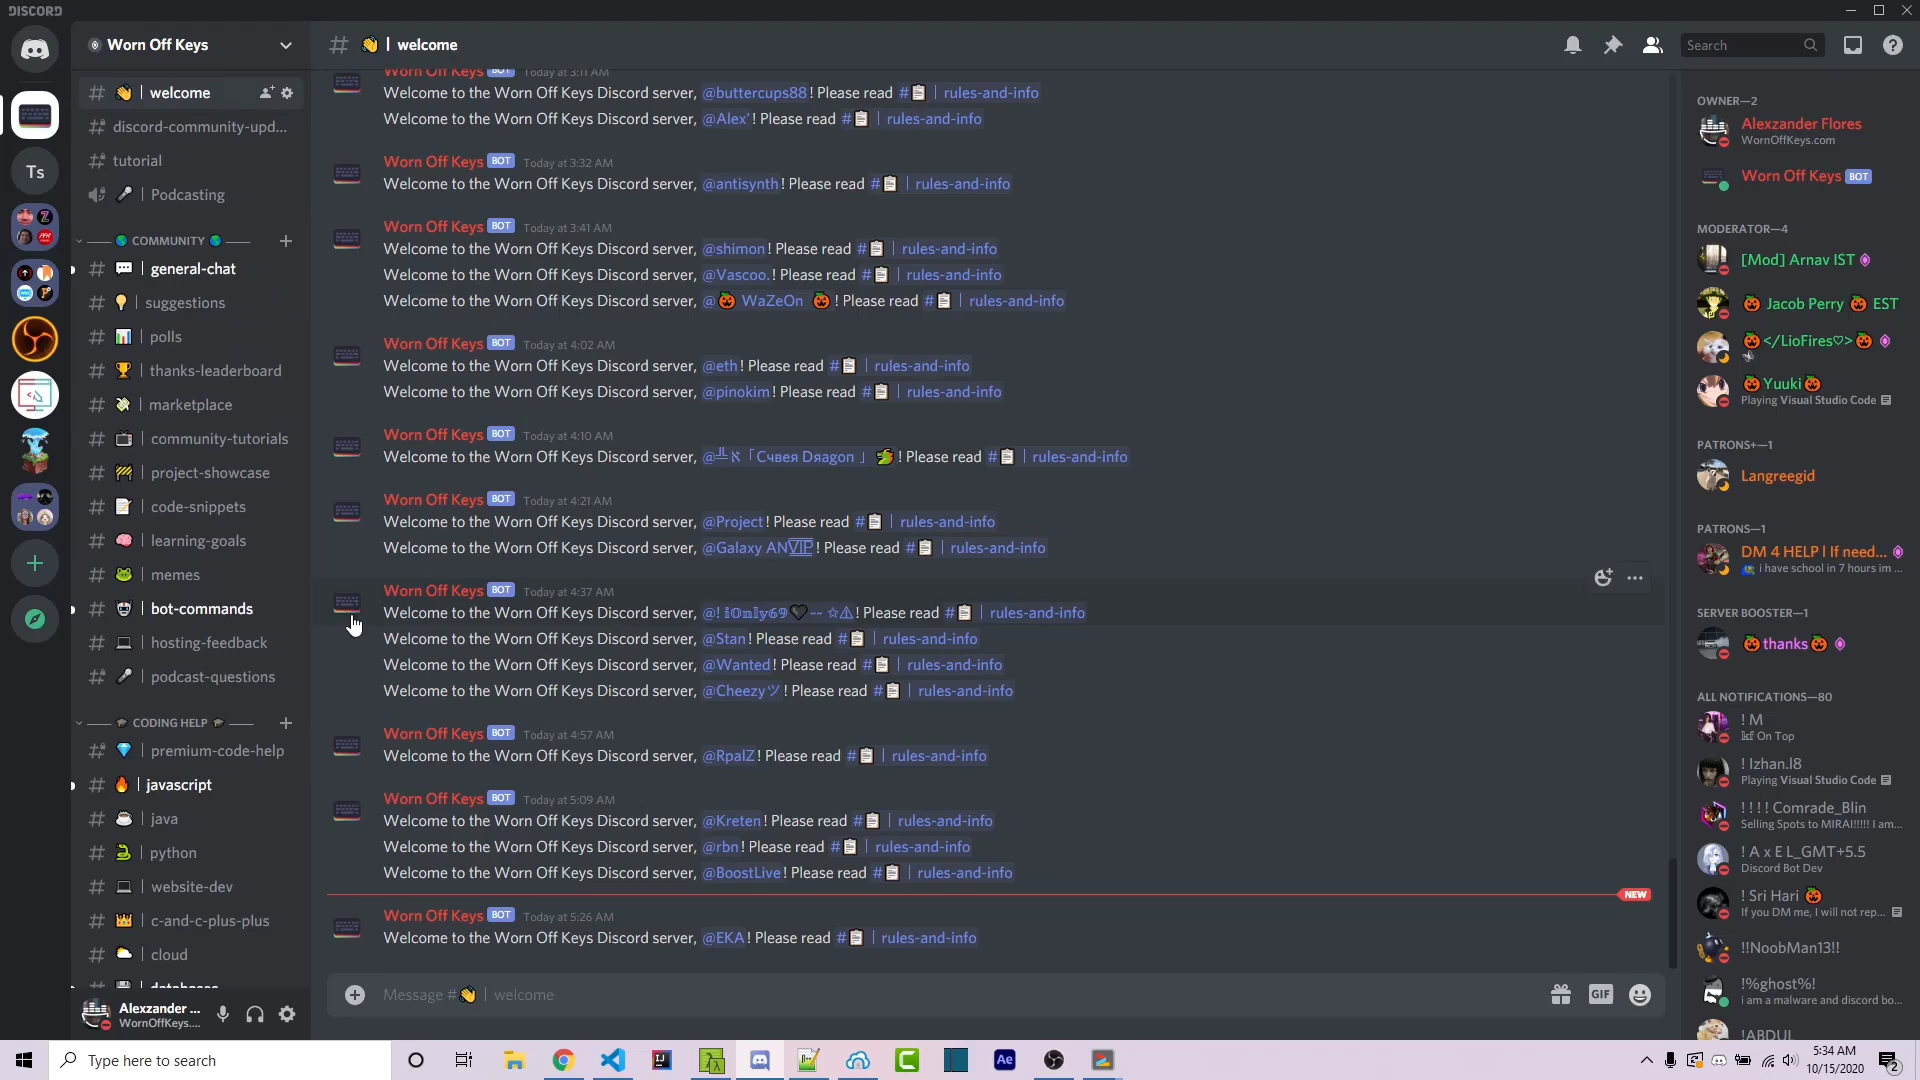 DISCORD
Worn Off Keys
| welcome
discord-community-upd...
tutorial
| Podcasting
COMMUNITY
| general-chat
| suggestions
| polls
| thanks-leaderboard
| marketplace
| community-tutorials
| project-showcase
| code-snippets
| learning-goals
| memes
| bot-commands
| hosting-feedback
| podcast-questions
CODING HELP
| premium-code-help
| javascript
| java
| python
| website-dev
| c-and-c-plus-plus
| cloud
Alexzander ...
WornOffKeys....
Ts
# 👋 | welcome
Search
Worn Off Keys BOT Today at 3:11 AM
Welcome to the Worn Off Keys Discord server, @buttercups88! Please read #📋 | rules-and-info
Welcome to the Worn Off Keys Discord server, @Alex'! Please read #📋 | rules-and-info
Worn Off Keys BOT Today at 3:32 AM
Welcome to the Worn Off Keys Discord server, @antisynth! Please read #📋 | rules-and-info
Worn Off Keys BOT Today at 3:41 AM
Welcome to the Worn Off Keys Discord server, @shimon! Please read #📋 | rules-and-info
Welcome to the Worn Off Keys Discord server, @Vascoo.! Please read #📋 | rules-and-info
Welcome to the Worn Off Keys Discord server, @🎃 WaZeOn 🎃! Please read #📋 | rules-and-info
Worn Off Keys BOT Today at 4:02 AM
Welcome to the Worn Off Keys Discord server, @eth! Please read #📋 | rules-and-info
Welcome to the Worn Off Keys Discord server, @pinokim! Please read #📋 | rules-and-info
Worn Off Keys BOT Today at 4:10 AM
Welcome to the Worn Off Keys Discord server, @╩ℵ「Cчвея Dяagon 」🐲! Please read #📋 | rules-and-info
Worn Off Keys BOT Today at 4:21 AM
Welcome to the Worn Off Keys Discord server, @Project! Please read #📋 | rules-and-info
Welcome to the Worn Off Keys Discord server, @Galaxy ANVIP! Please read #📋 | rules-and-info
Worn Off Keys BOT Today at 4:37 AM
Welcome to the Worn Off Keys Discord server, @! 𝕚𝕆𝕟𝕝𝕪𝟞𝟡🖤-- ☆⚠! Please read #📋 | rules-and-info
Welcome to the Worn Off Keys Discord server, @Stan! Please read #📋 | rules-and-info
Welcome to the Worn Off Keys Discord server, @Wanted! Please read #📋 | rules-and-info
Welcome to the Worn Off Keys Discord server, @Cheezyツ! Please read #📋 | rules-and-info
Worn Off Keys BOT Today at 4:57 AM
Welcome to the Worn Off Keys Discord server, @RpalZ! Please read #📋 | rules-and-info
Worn Off Keys BOT Today at 5:09 AM
Welcome to the Worn Off Keys Discord server, @Kreten! Please read #📋 | rules-and-info
Welcome to the Worn Off Keys Discord server, @rbn! Please read #📋 | rules-and-info
Welcome to the Worn Off Keys Discord server, @BoostLive! Please read #📋 | rules-and-info
NEW
Worn Off Keys BOT Today at 5:26 AM
Welcome to the Worn Off Keys Discord server, @EKA! Please read #📋 | rules-and-info
Message #👋 | welcome
GIF
OWNER—2
Alexzander Flores
WornOffKeys.com
Worn Off Keys BOT
MODERATOR—4
[Mod] Arnav IST
🎃 Jacob Perry 🎃 EST
🎃</LioFires♡>🎃
🎃Yuuki🎃
Playing Visual Studio Code
PATRONS+—1
Langreegid
PATRONS—1
DM 4 HELP l If need...
i have school in 7 hours im ...
SERVER BOOSTER—1
🎃thanks🎃
ALL NOTIFICATIONS—80
! M
On Top
! Izhan.l8
Playing Visual Studio Code
! ! ! ! Comrade_Blin
Selling Spots to MIRAI!!!!! I am...
! A x E L_GMT+5.5
Discord Bot Dev
! Sri Hari 🎃
If you DM me, I will not rep...
!!NoobMan13!!
!%ghost%!
i am a malware and discord bo...
!ABDUL
Type here to search
Ae
5:34 AM
10/15/2020
2